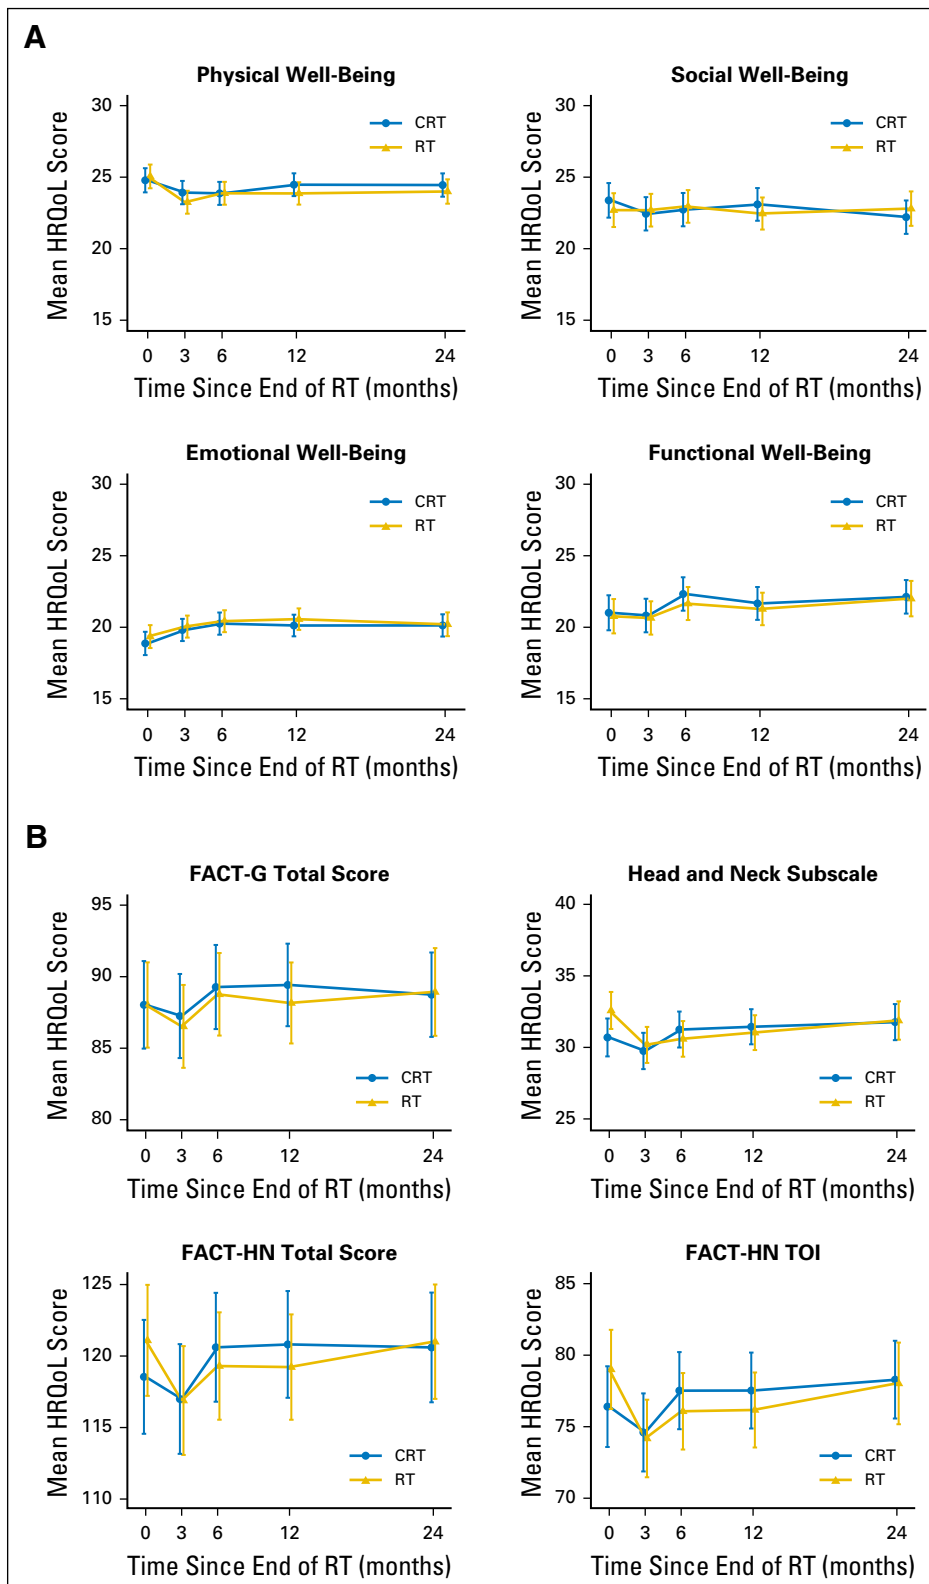 A
Physical Well-Being
Mean HRQoL Score
30
25
20
15
CRT
RT
0 3 6 12 24
Time Since End of RT (months)
Social Well-Being
Mean HRQoL Score
30
25
20
15
CRT
RT
0 3 6 12 24
Time Since End of RT (months)
Emotional Well-Being
Mean HRQoL Score
30
25
20
15
CRT
RT
0 3 6 12 24
Time Since End of RT (months)
Functional Well-Being
Mean HRQoL Score
30
25
20
15
CRT
RT
0 3 6 12 24
Time Since End of RT (months)
B
FACT-G Total Score
Mean HRQoL Score
95
90
85
80
CRT
RT
0 3 6 12 24
Time Since End of RT (months)
Head and Neck Subscale
Mean HRQoL Score
40
35
30
25
CRT
RT
0 3 6 12 24
Time Since End of RT (months)
FACT-HN Total Score
Mean HRQoL Score
125
120
115
110
CRT
RT
0 3 6 12 24
Time Since End of RT (months)
FACT-HN TOI
Mean HRQoL Score
85
80
75
70
CRT
RT
0 3 6 12 24
Time Since End of RT (months)